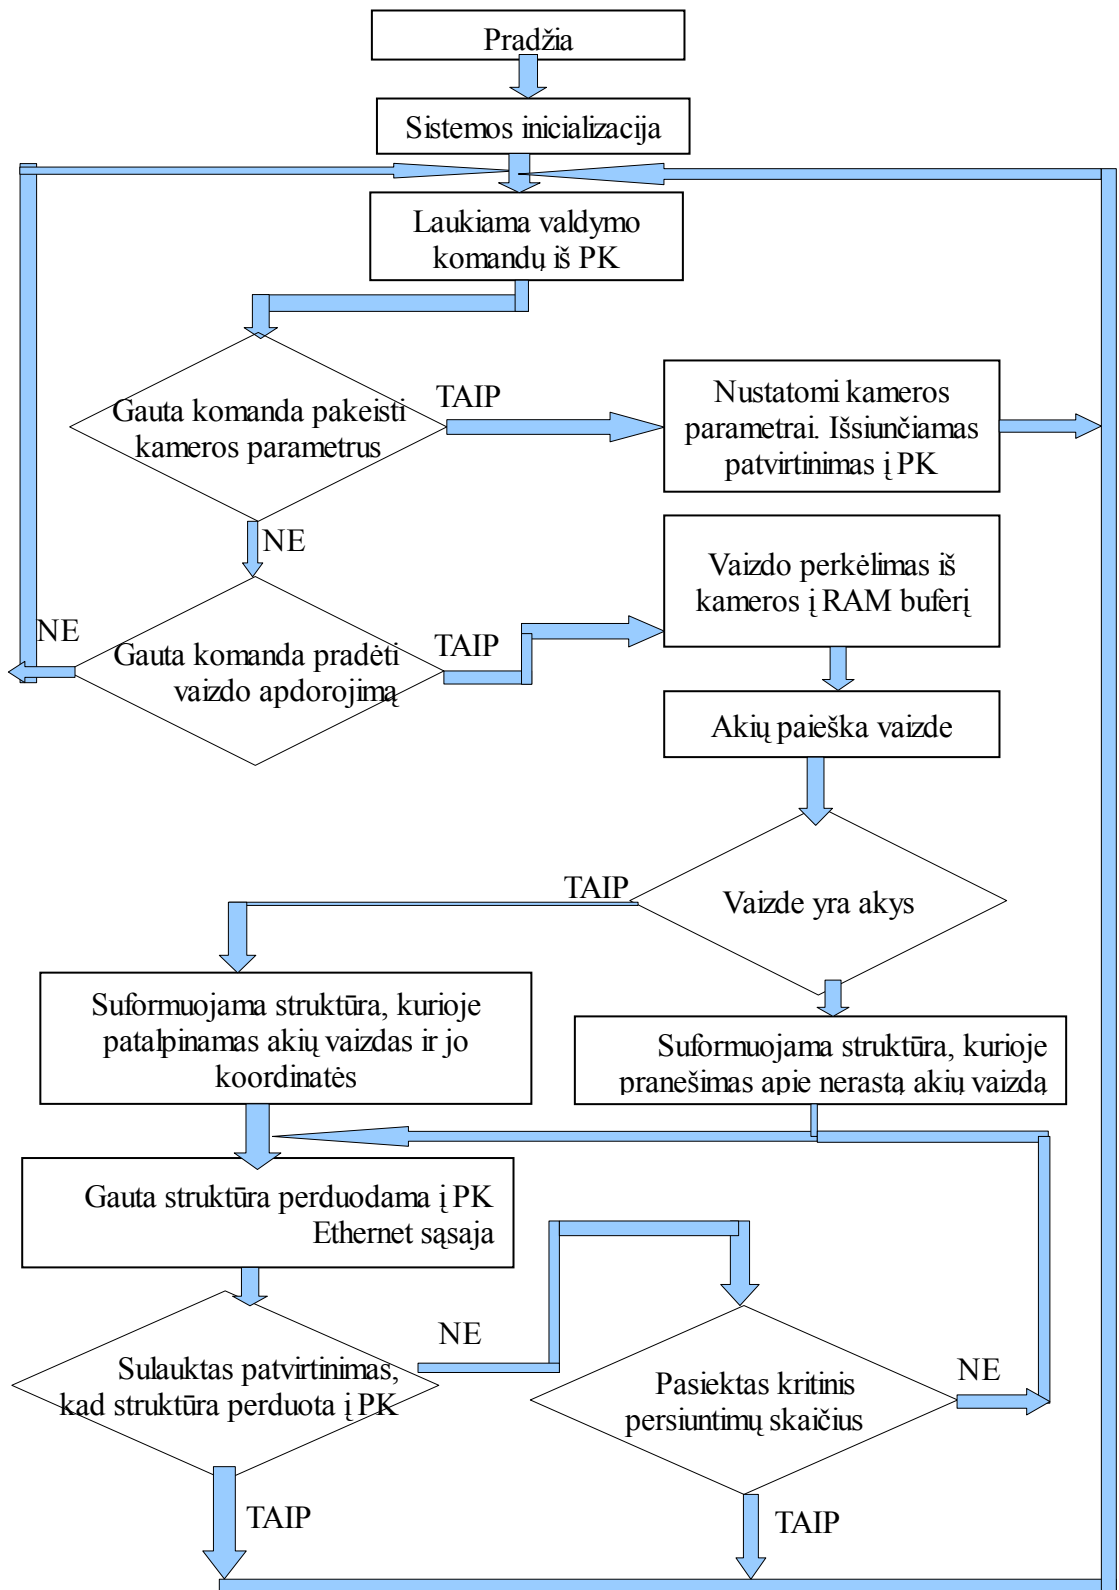 Pradžia
Sistemos inicializacija
Laukiama valdymo
komandų iš PK
Gauta komanda pakeisti
kameros parametrus
TAIP
Nustatomi kameros
parametrai. Išsiunčiamas
patvirtinimas į PK
NE
Vaizdo perkėlimas iš
kameros į RAM buferį
NE
Gauta komanda pradėti
vaizdo apdorojimą
TAIP
Akių paieška vaizde
TAIP
Vaizde yra akys
Suformuojama struktūra, kurioje
patalpinamas akių vaizdas ir jo
koordinatės
Suformuojama struktūra, kurioje
pranešimas apie nerastą akių vaizdą
Gauta struktūra perduodama į PK
Ethernet sąsaja
NE
Sulauktas patvirtinimas,
kad struktūra perduota į PK
Pasiektas kritinis
persiuntimų skaičius
NE
TAIP
TAIP